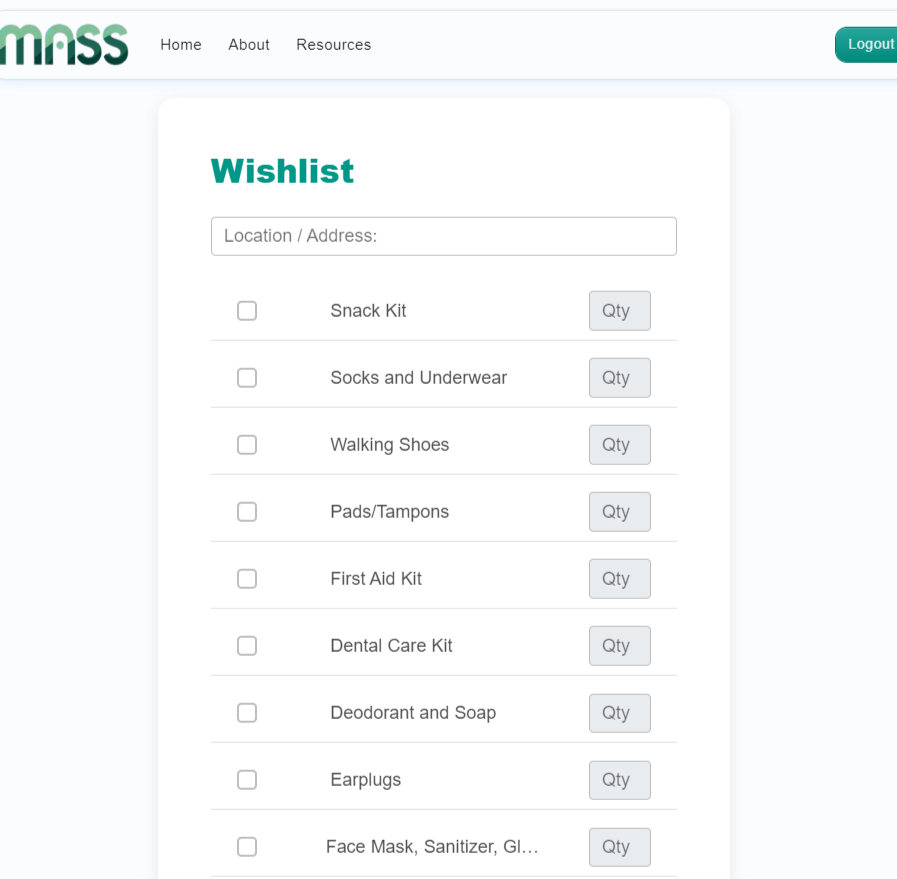 mass Home About Resources Logout
Wishlist
Location / Address:
Snack Kit Qty
Socks and Underwear Qty
Walking Shoes Qty
Pads/Tampons Qty
First Aid Kit Qty
Dental Care Kit Qty
Deodorant and Soap Qty
Earplugs Qty
Face Mask, Sanitizer, Gl... Qty